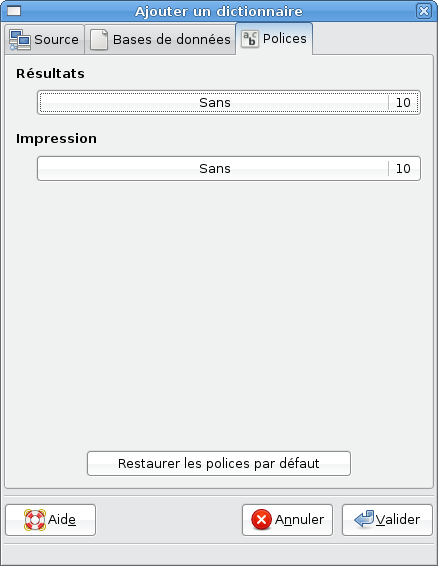 Ajouter un dictionnaire
Source Bases de données Polices
Résultats
Sans 10
Impression
Sans 10
Restaurer les polices par défaut
Aide Annuler Valider